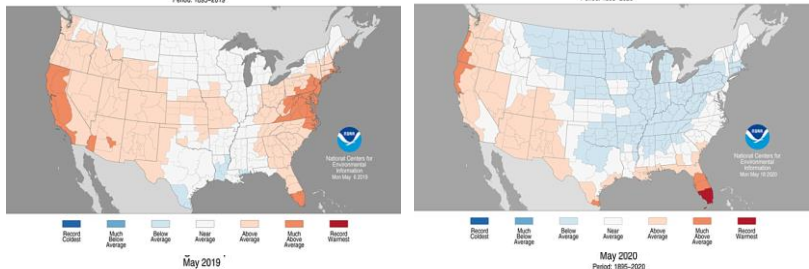 Period: 1895-2019
NOAA
National Centers for
Environmental
Information
Mon May 6 2019
Record
Coldest
Much
Below
Average
Below
Average
Near
Average
Above
Average
Much
Above
Average
Record
Warmest
May 2019
NOAA
National Centers for
Environmental
Information
Record
Coldest
Much
Below
Average
Below
Average
Near
Average
Above
Average
Much
Above
Average
Record
Warmest
May 2020
Period: 1895-2020